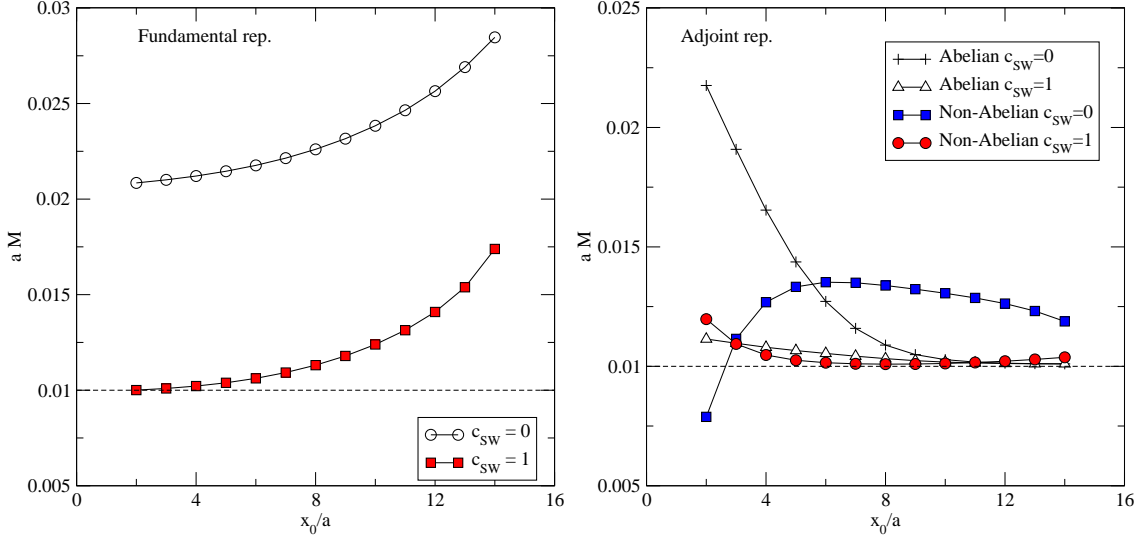 Fundamental rep.
a M
0.03
0.025
0.02
0.015
0.01
0.005
c_SW = 0
c_SW = 1
0 4 8 12 16
x_0/a
Adjoint rep.
a M
0.025
0.02
0.015
0.01
0.005
Abelian c_SW=0
Abelian c_SW=1
Non-Abelian c_SW=0
Non-Abelian c_SW=1
0 4 8 12 16
x_0/a